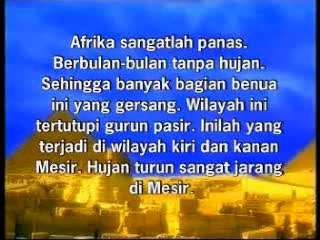 Afrika sangatlah panas.
Berbulan-bulan tanpa hujan.
Sehingga banyak bagian benua
ini yang gersang. Wilayah ini
tertutupi gurun pasir. Inilah yang
terjadi di wilayah kiri dan kanan
Mesir. Hujan turun sangat jarang
di Mesir.